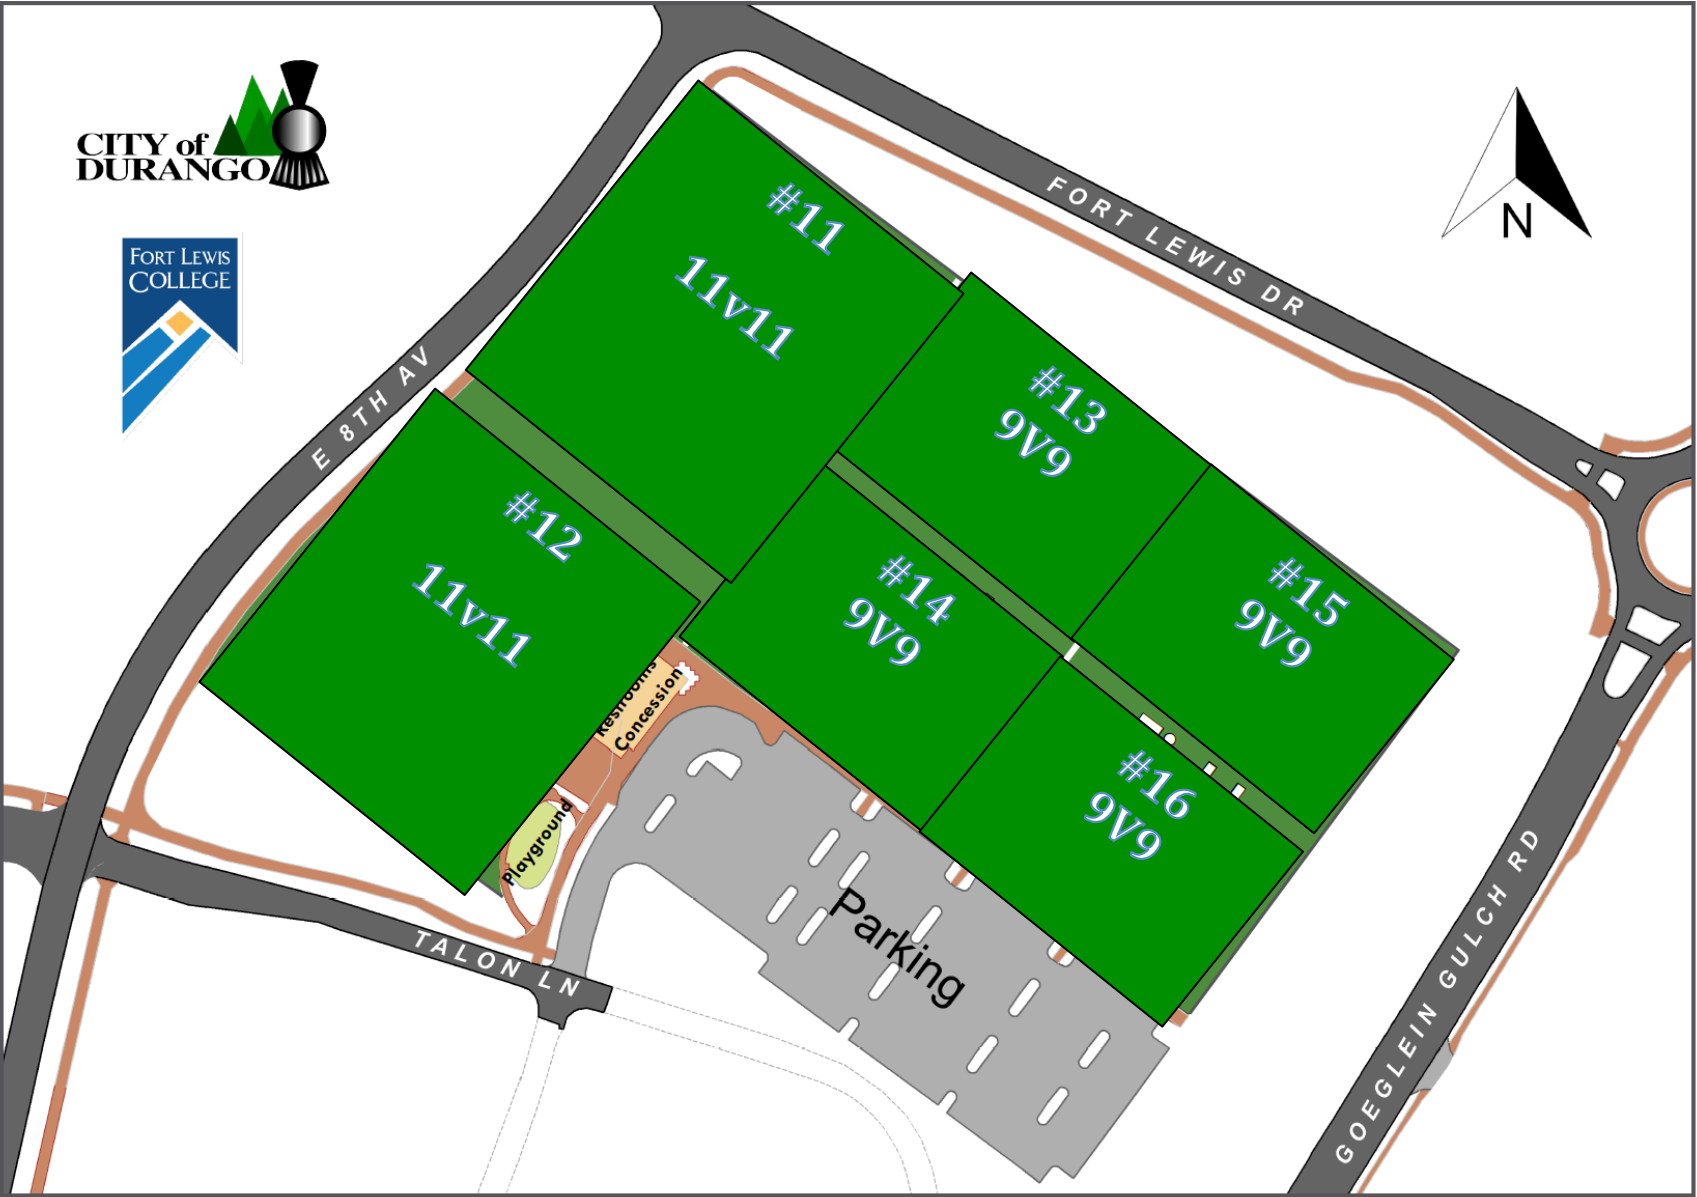 CITY of
DURANGO
FORT LEWIS
COLLEGE
FORT LEWIS DR
N
E 8TH AV
#11
11v11
#13
9V9
#12
11v11
#14
9V9
#15
9V9
Restrooms
Concession
#16
9V9
Playground
Parking
TALON LN
GOEGLEIN GULCH RD